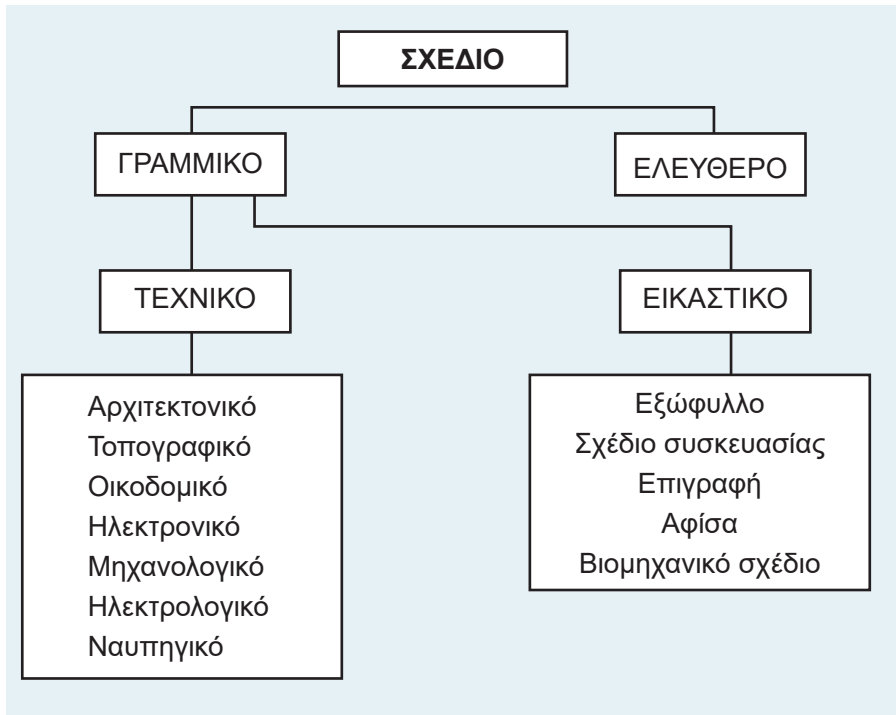 ΣΧΕΔΙΟ
ΓΡΑΜΜΙΚΟ
ΕΛΕΥΘΕΡΟ
ΤΕΧΝΙΚΟ
ΕΙΚΑΣΤΙΚΟ
Αρχιτεκτονικό
Τοπογραφικό
Οικοδομικό
Ηλεκτρονικό
Μηχανολογικό
Ηλεκτρολογικό
Ναυπηγικό
Εξώφυλλο
Σχέδιο συσκευασίας
Επιγραφή
Αφίσα
Βιομηχανικό σχέδιο